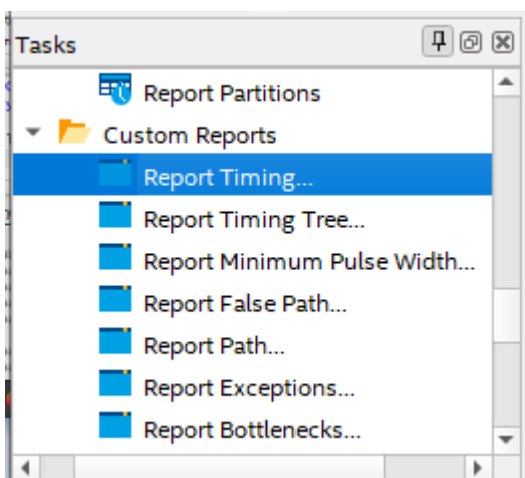 Tasks
Report Partitions
Custom Reports
Report Timing...
Report Timing Tree...
Report Minimum Pulse Width...
Report False Path...
Report Path...
Report Exceptions...
Report Bottlenecks...